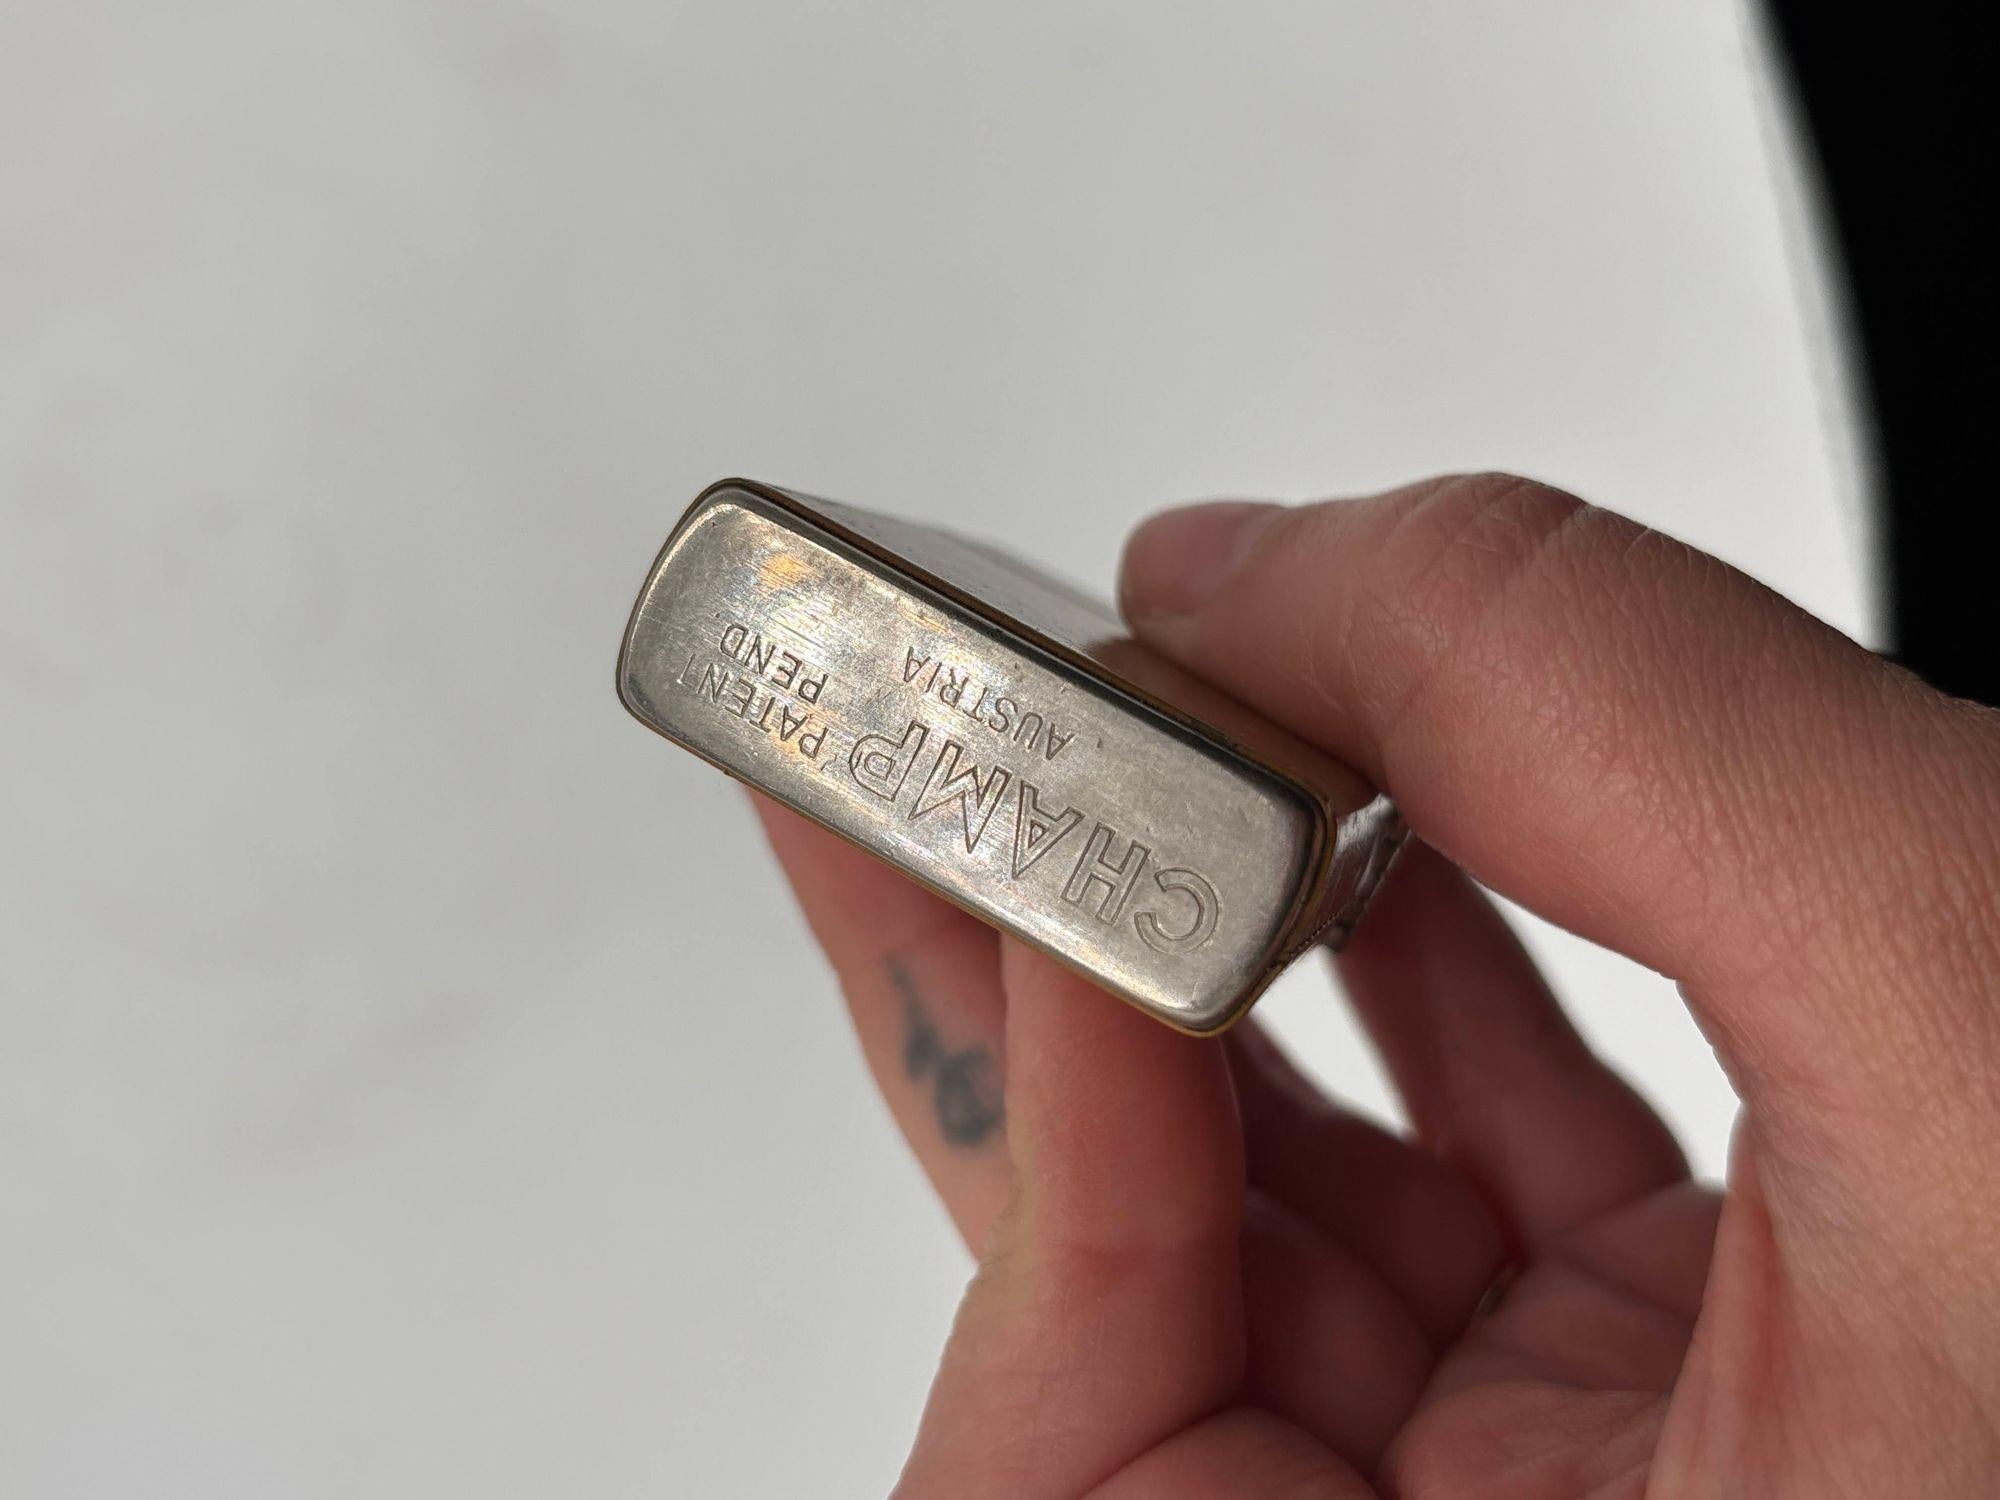 CHAMP PATENT
PEND.
AUSTRIA